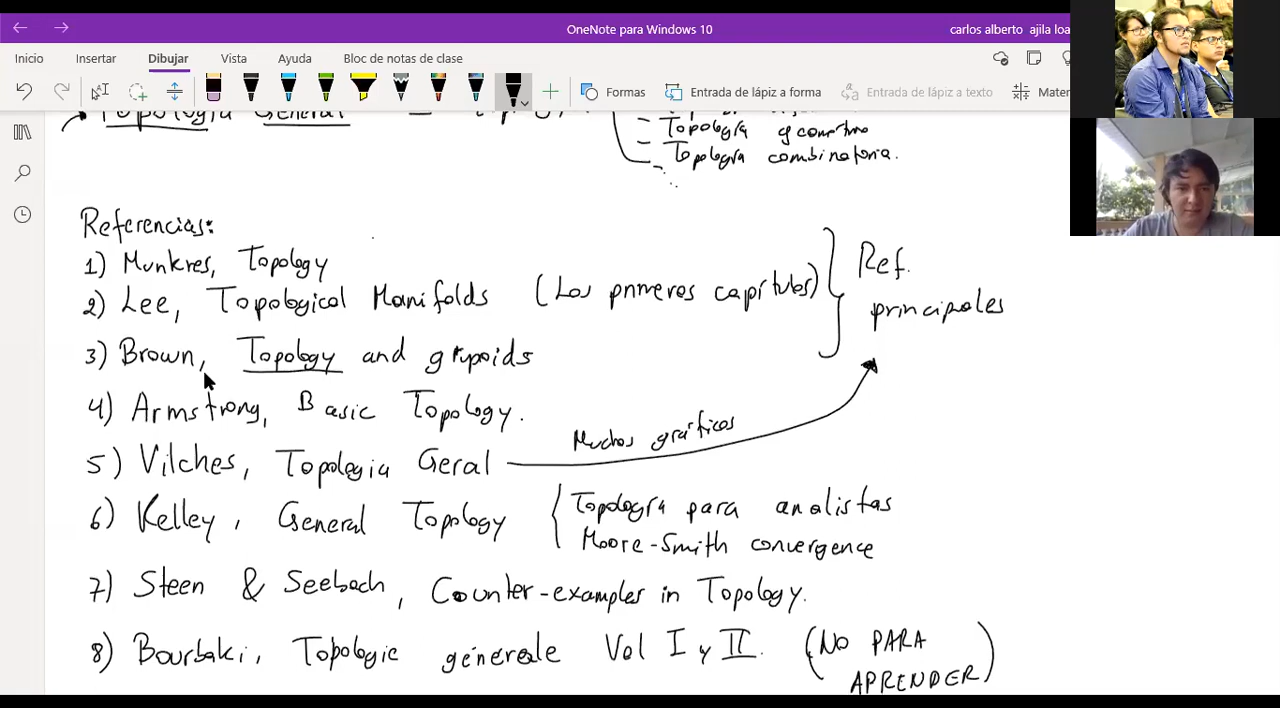 OneNote para Windows 10
carlos alberto ajila loa
Inicio Insertar Dibujar Vista Ayuda Bloc de notas de clase
Formas Entrada de lápiz a forma Entrada de lápiz a texto Mater
Topología General
- Topología geométrica
- Topología combinatoria.
Referencias:
1) Munkres, Topology
2) Lee, Topological Manifolds (Los primeros capítulos)
Ref.
principales
3) Brown, Topology and grupoids
4) Armstrong, Basic Topology.
Muchos gráficos
5) Vilches, Topologia Geral
6) Kelley, General Topology
Topología para analistas
Moore-Smith convergence
7) Steen & Seebach, Counter-examples in Topology.
8) Bourbaki, Topologie générale Vol I y II. (NO PARA
APRENDER)